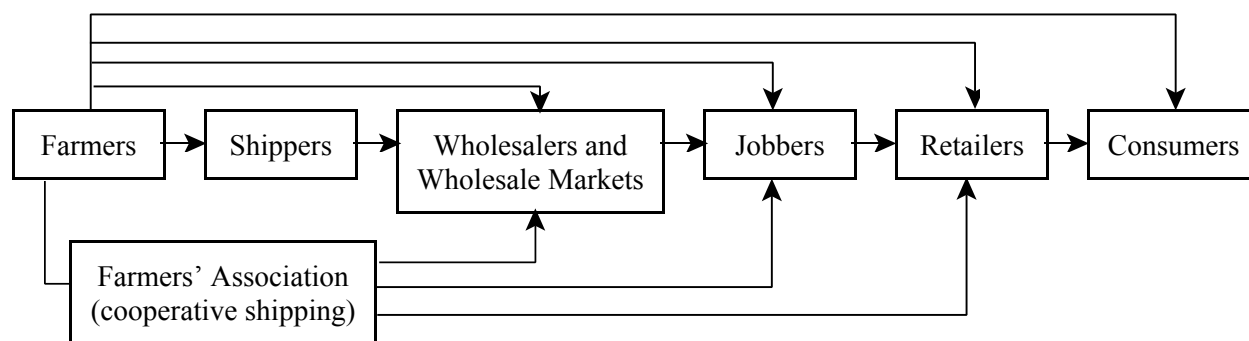 Farmers
Shippers
Wholesalers and
Wholesale Markets
Jobbers
Retailers
Consumers
Farmers’ Association
(cooperative shipping)